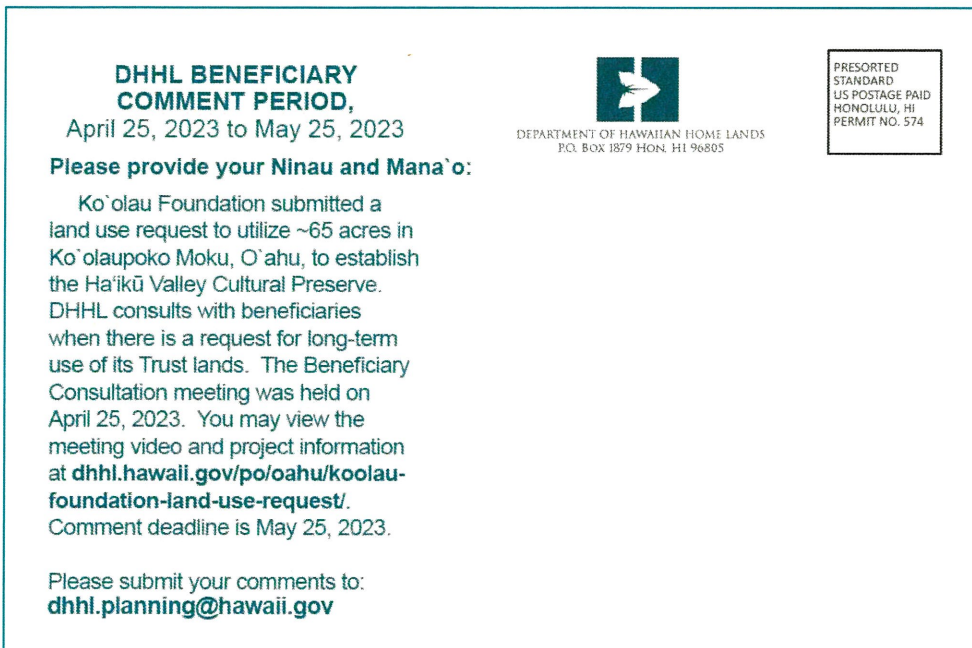 DHHL BENEFICIARY
COMMENT PERIOD,
April 25, 2023 to May 25, 2023
Please provide your Ninau and Mana`o:
Ko`olau Foundation submitted a
land use request to utilize ~65 acres in
Ko`olaupoko Moku, O`ahu, to establish
the Ha‘ikū Valley Cultural Preserve.
DHHL consults with beneficiaries
when there is a request for long-term
use of its Trust lands.  The Beneficiary
Consultation meeting was held on
April 25, 2023.  You may view the
meeting video and project information
at dhhl.hawaii.gov/po/oahu/koolau-
foundation-land-use-request/.
Comment deadline is May 25, 2023.
Please submit your comments to:
dhhl.planning@hawaii.gov
DEPARTMENT OF HAWAIIAN HOME LANDS
P.O. BOX 1879 HON. HI 96805
PRESORTED
STANDARD
US POSTAGE PAID
HONOLULU, HI
PERMIT NO. 574